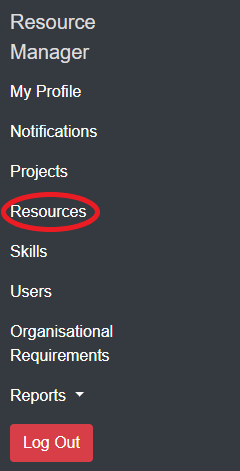 Resource
Manager
My Profile
Notifications
Projects
Resources
Skills
Users
Organisational
Requirements
Reports
Log Out